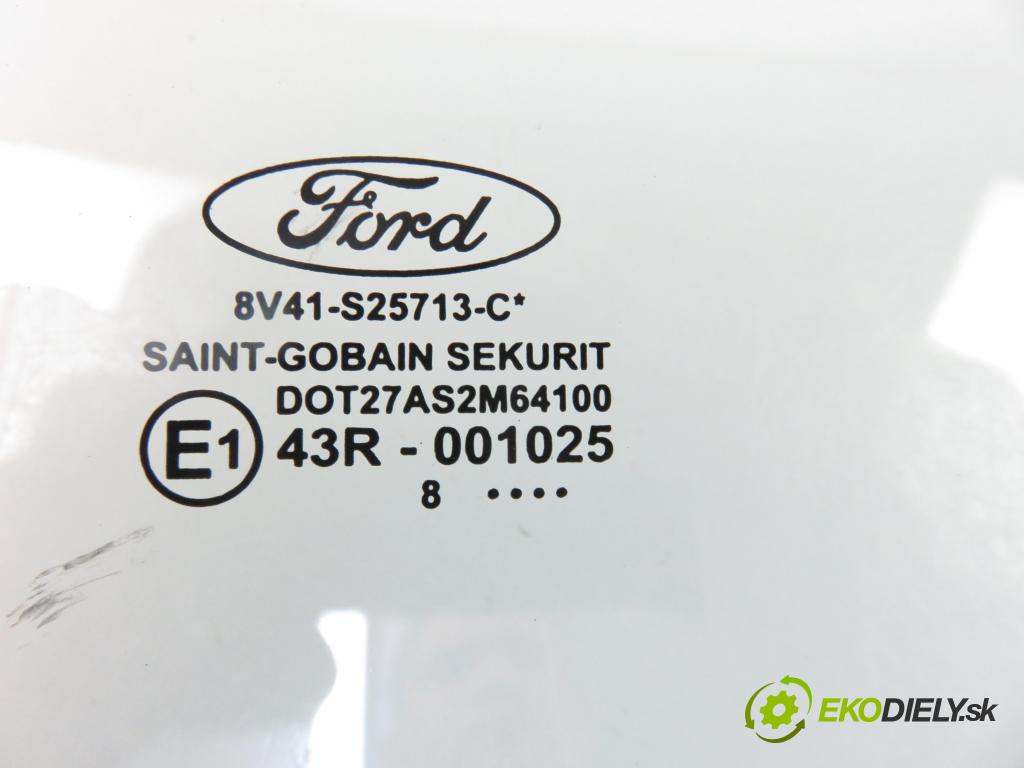 Ford
8V41-S25713-C*
SAINT-GOBAIN SEKURIT
DOT27AS2M64100
E1 43R - 001025
8 ••••
EKODIELY.sk